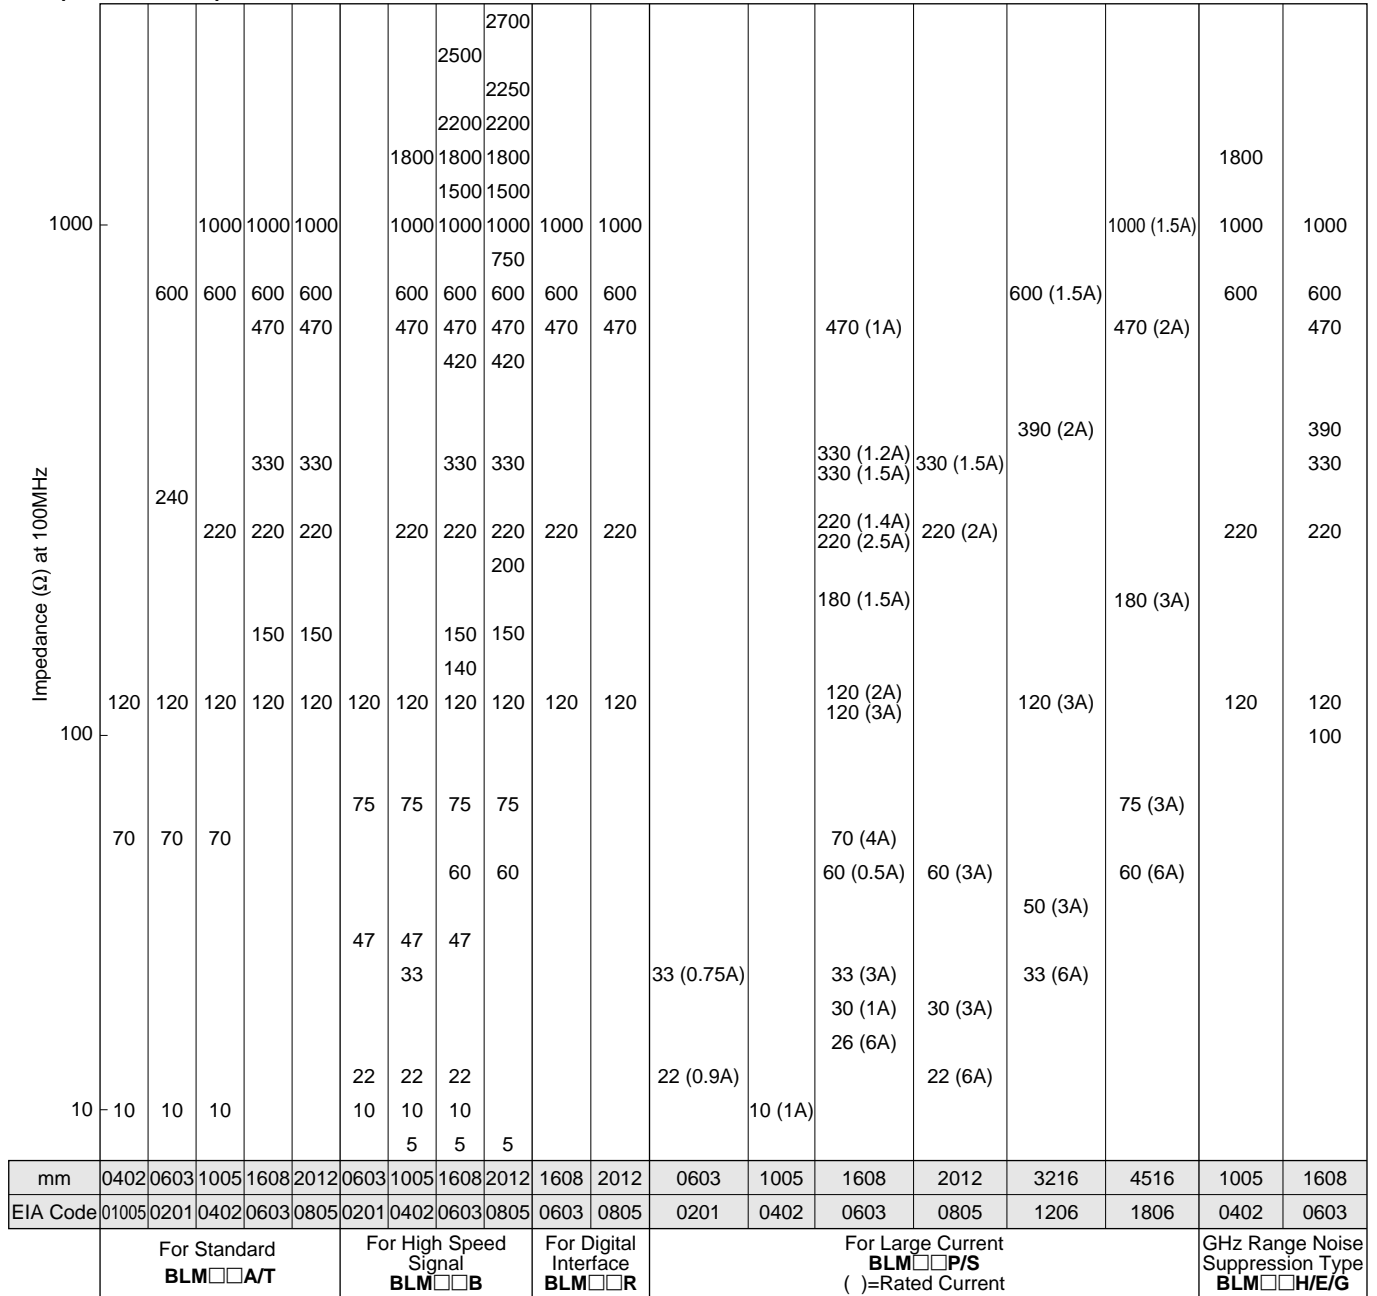 2700
2500
2250
2200 2200
1800 1800 1800 1800
1500 1500
1000 1000 1000 1000 1000 1000 1000 1000 1000 1000 (1.5A) 1000 1000
750
600 600 600 600 600 600 600 600 600 600 (1.5A) 600 600
470 470 470 470 470 470 470 470 (1A) 470 (2A) 470
420 420
390 (2A) 390
330 330 330 330 330 (1.2A) 330 (1.5A) 330 (1.5A) 330
240
220 220 220 220 220 220 220 220 220 (1.4A) 220 (2.5A) 220 (2A) 220 220
200
180 (1.5A) 180 (3A)
150 150 150 150
140
120 120 120 120 120 120 120 120 120 120 120 120 (2A) 120 (3A) 120 (3A) 120 120
100 100
75 75 75 75 75 (3A)
70 70 70 70 (4A)
60 60 60 (0.5A) 60 (3A) 60 (6A)
50 (3A)
47 47 47
33 33 (0.75A) 33 (3A) 33 (6A)
30 (1A) 30 (3A)
26 (6A)
22 22 22 22 (0.9A) 22 (6A)
10 10 10 10 10 10 10 10 (1A)
5 5 5
Impedance (Ω) at 100MHz
mm 0402 0603 1005 1608 2012 0603 1005 1608 2012 1608 2012 0603 1005 1608 2012 3216 4516 1005 1608
EIA Code 01005 0201 0402 0603 0805 0201 0402 0603 0805 0603 0805 0201 0402 0603 0805 1206 1806 0402 0603
For Standard
BLM□□A/T
For High Speed
Signal
BLM□□B
For Digital
Interface
BLM□□R
For Large Current
BLM□□P/S
( )=Rated Current
GHz Range Noise
Suppression Type
BLM□□H/E/G